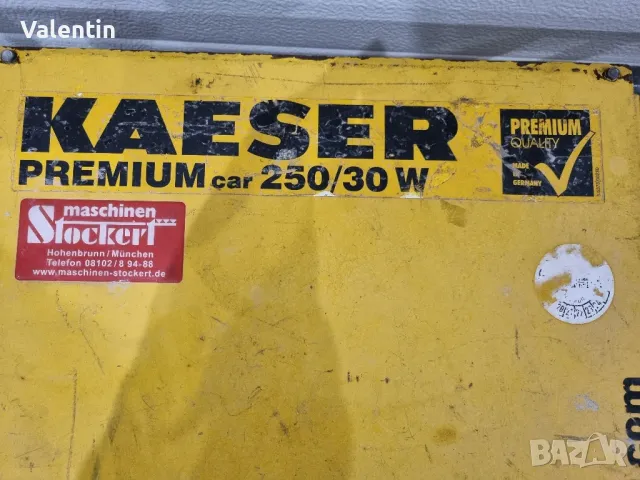 Valentin
KAESER
PREMIUM car 250/30 W
PREMIUM
QUALITY
MADE
GERMANY
maschinen
Stockert
Hohenbrunn/München
Telefon 08102/8 94-88
www.maschinen-stockert.de
com
BAZAR